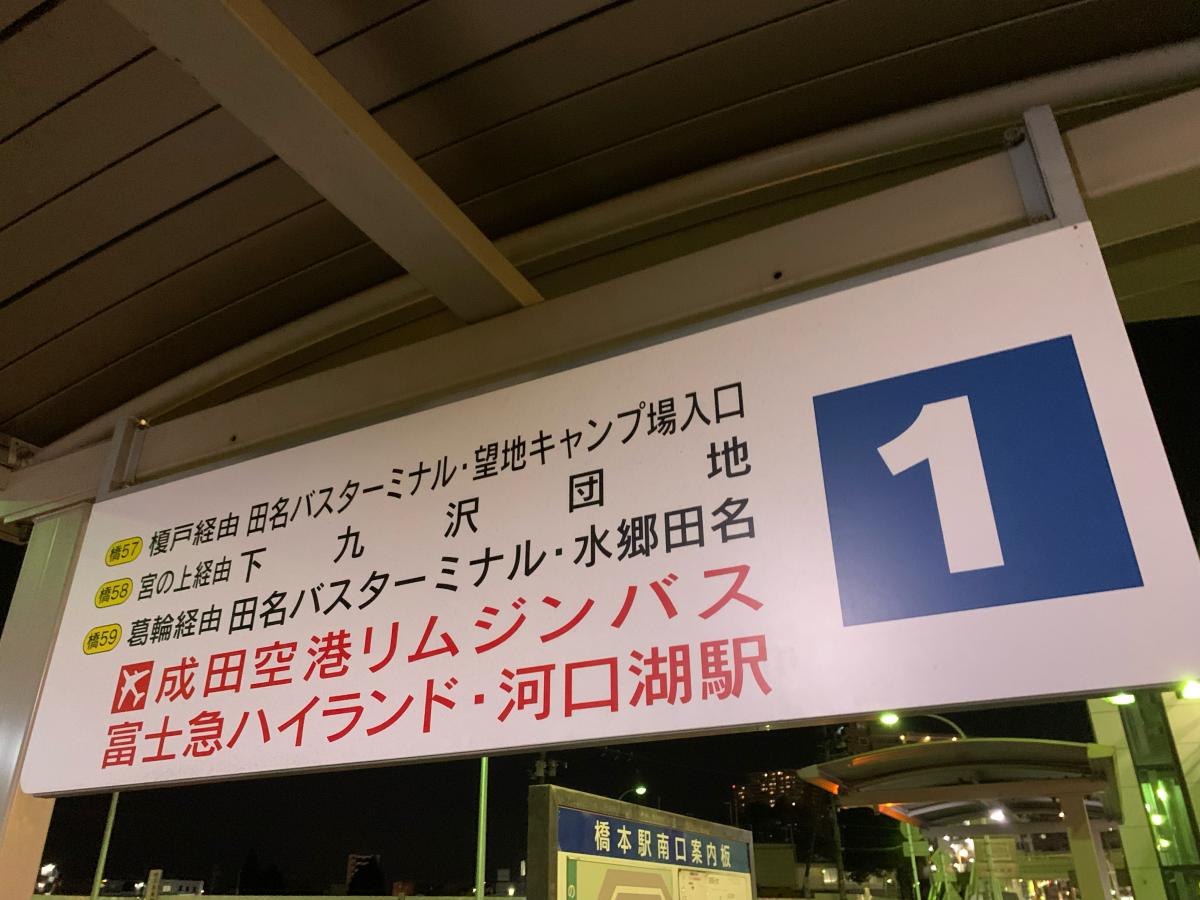 橋57 榎戸経由 田名バスターミナル・望地キャンプ場入口
橋58 宮の上経由 下九沢団地
橋59 葛輪経由 田名バスターミナル・水郷田名
成田空港リムジンバス
富士急ハイランド・河口湖駅
1
橋本駅南口案内板
の